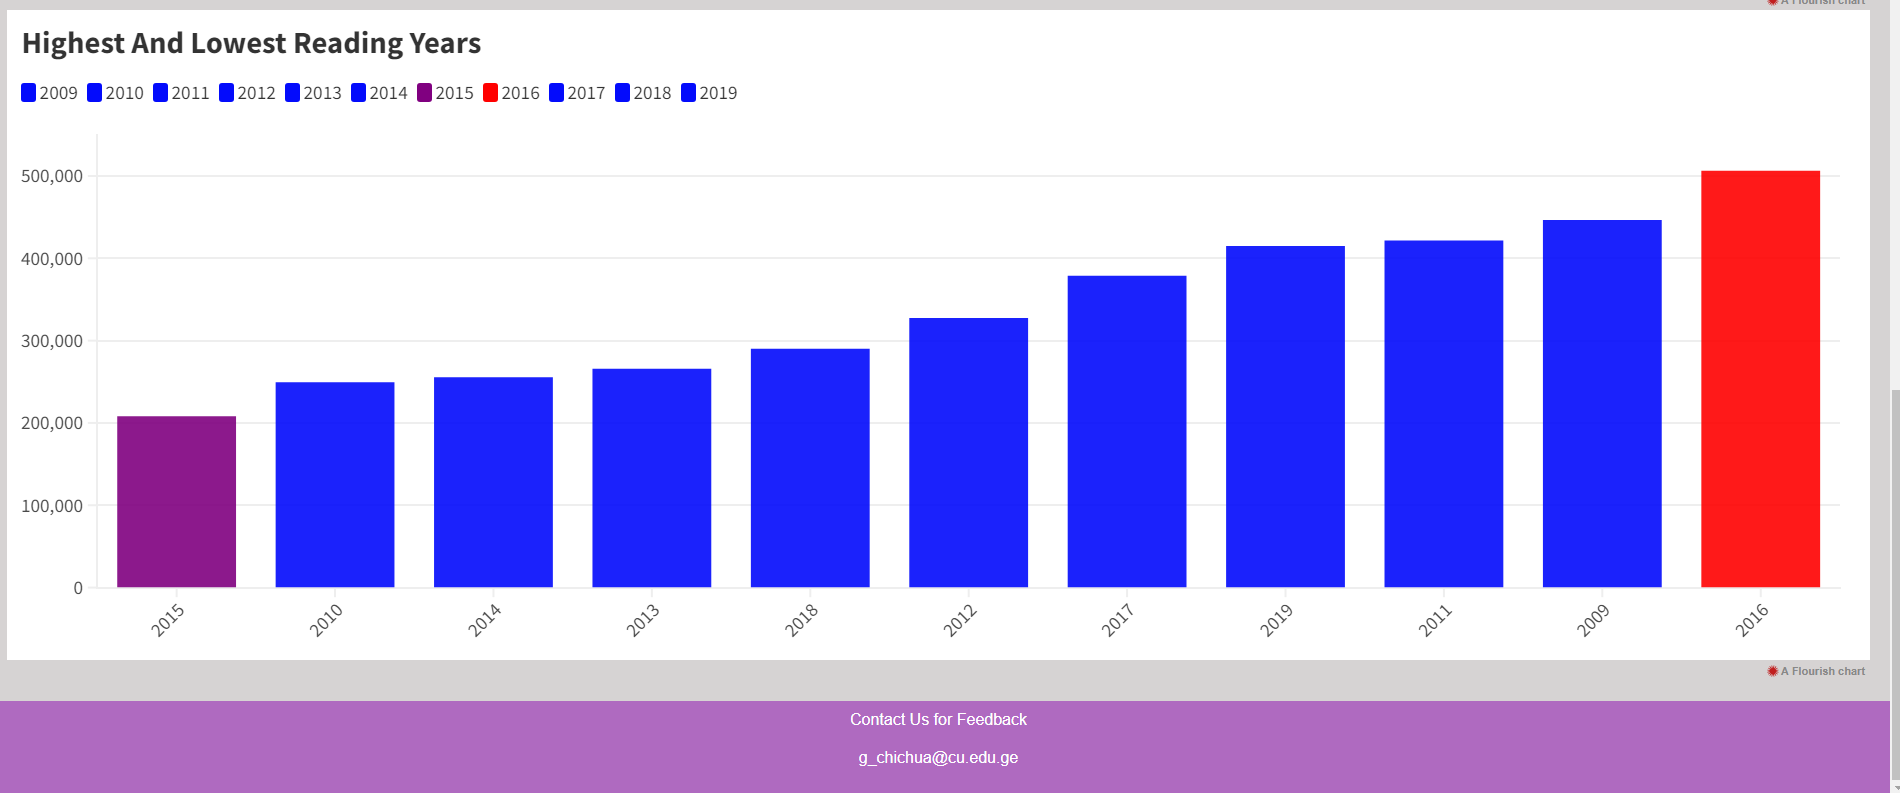 A Flourish chart
Highest And Lowest Reading Years
2009 2010 2011 2012 2013 2014 2015 2016 2017 2018 2019
500,000
400,000
300,000
200,000
100,000
0
2015 2010 2014 2013 2018 2012 2017 2019 2011 2009 2016
A Flourish chart
Contact Us for Feedback
g_chichua@cu.edu.ge